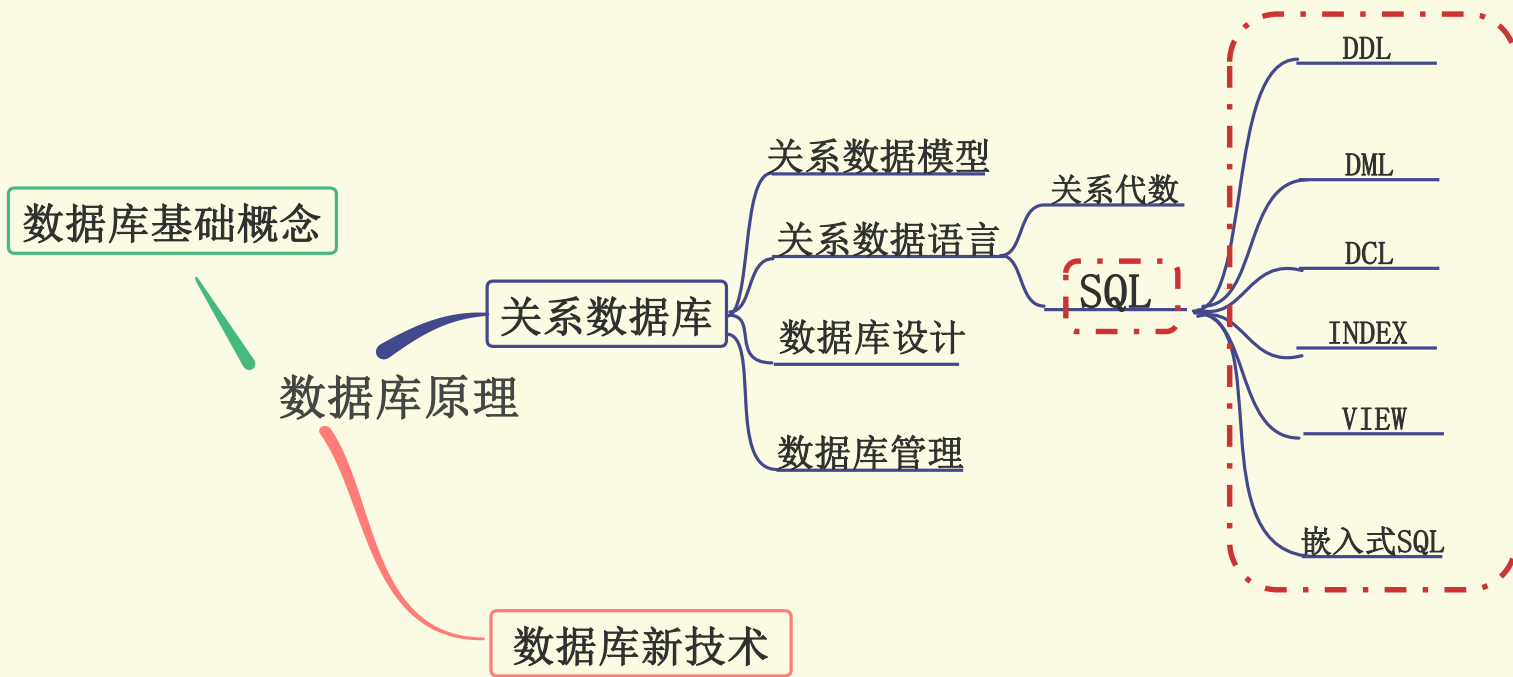 数据库基础概念
数据库原理
关系数据库
关系数据模型
关系数据语言
关系代数
SQL
DDL
DML
DCL
INDEX
VIEW
嵌入式SQL
数据库设计
数据库管理
数据库新技术